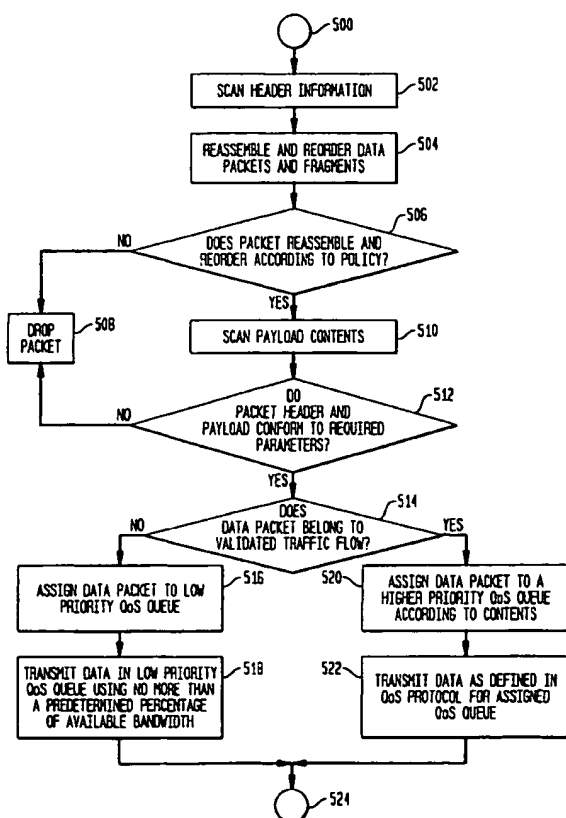 500
SCAN HEADER INFORMATION
502
REASSEMBLE AND REORDER DATA
PACKETS AND FRAGMENTS
504
506
NO
DOES PACKET REASSEMBLE AND
REORDER ACCORDING TO POLICY?
YES
DROP
PACKET
508
SCAN PAYLOAD CONTENTS
510
512
NO
DO
PACKET HEADER AND
PAYLOAD CONFORM TO REQUIRED
PARAMETERS?
YES
514
NO
DOES
DATA PACKET BELONG TO
VALIDATED TRAFFIC FLOW?
YES
ASSIGN DATA PACKET TO LOW
PRIORITY QoS QUEUE
516
520
ASSIGN DATA PACKET TO A
HIGHER PRIORITY QoS QUEUE
ACCORDING TO CONTENTS
TRANSMIT DATA IN LOW PRIORITY
QoS QUEUE USING NO MORE THAN
A PREDETERMINED PERCENTAGE
OF AVAILABLE BANDWIDTH
518
522
TRANSMIT DATA AS DEFINED IN
QoS PROTOCOL FOR ASSIGNED
QoS QUEUE
524